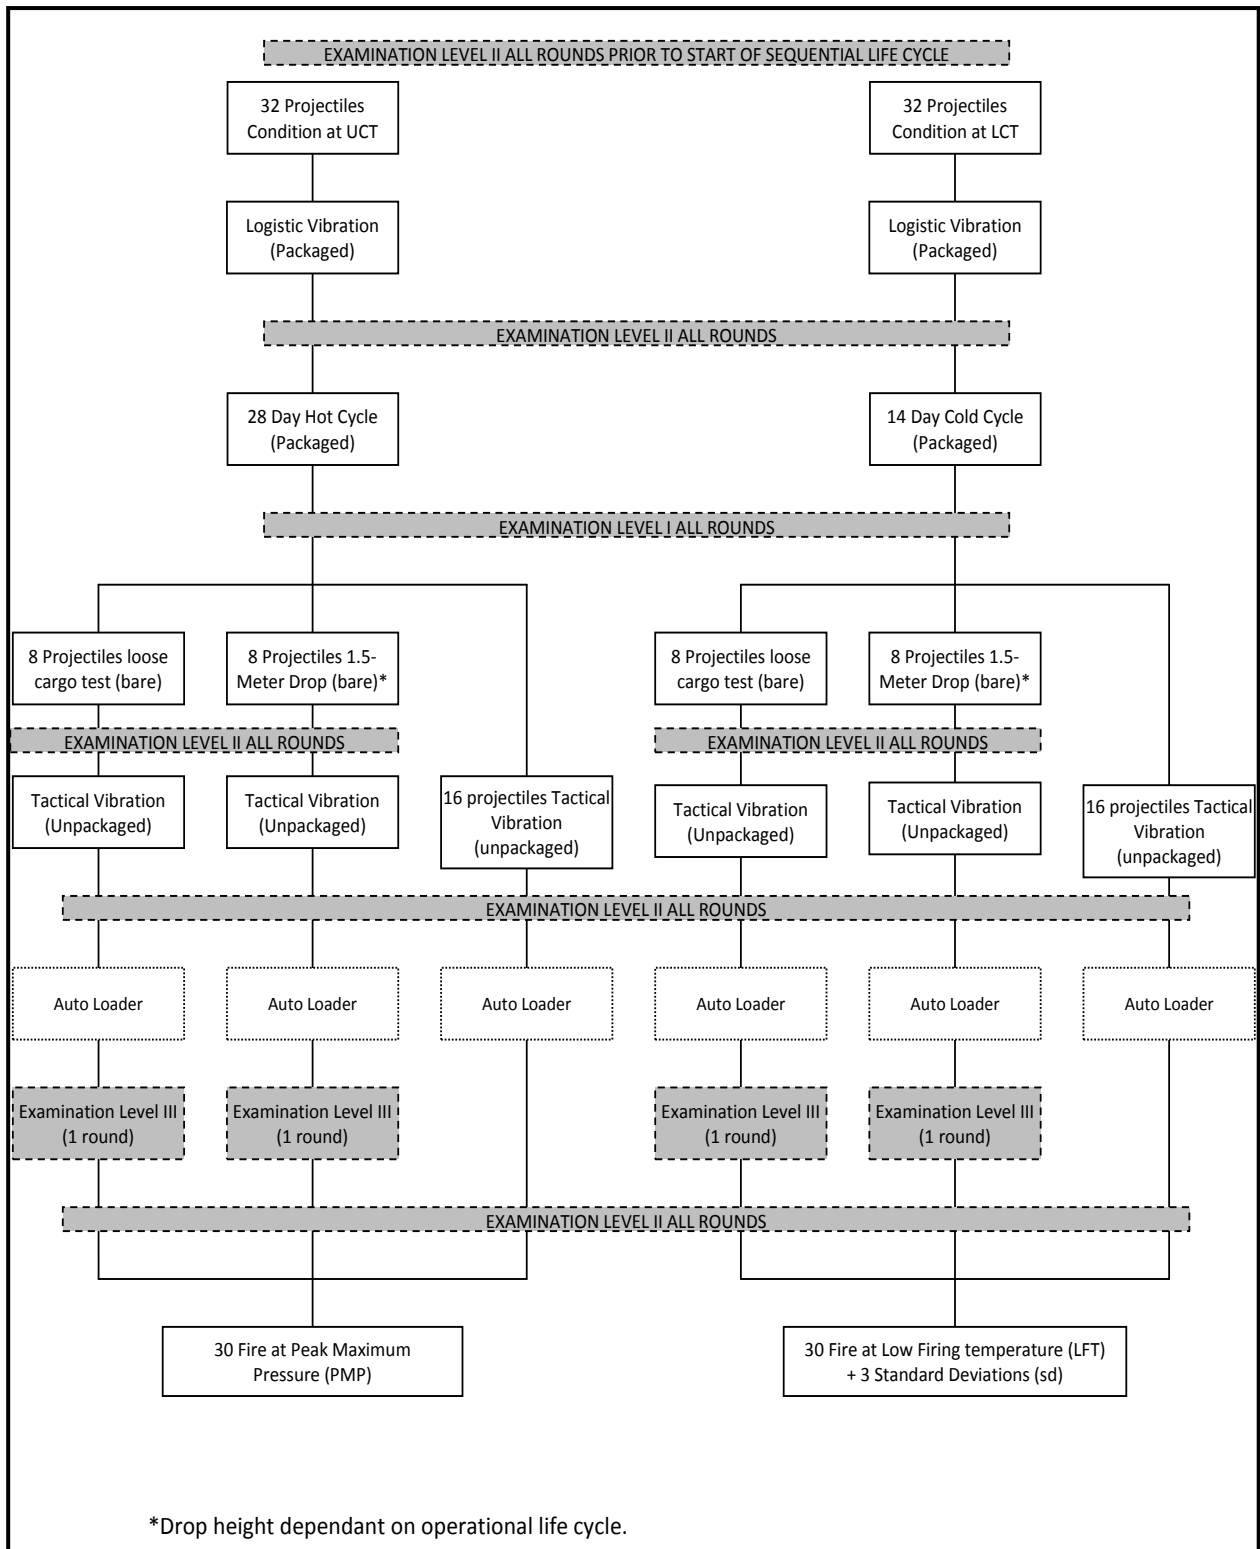 EXAMINATION LEVEL II ALL ROUNDS PRIOR TO START OF SEQUENTIAL LIFE CYCLE
32 Projectiles
Condition at UCT
32 Projectiles
Condition at LCT
Logistic Vibration
(Packaged)
Logistic Vibration
(Packaged)
EXAMINATION LEVEL II ALL ROUNDS
28 Day Hot Cycle
(Packaged)
14 Day Cold Cycle
(Packaged)
EXAMINATION LEVEL I ALL ROUNDS
8 Projectiles loose
cargo test (bare)
8 Projectiles 1.5-
Meter Drop (bare)*
8 Projectiles loose
cargo test (bare)
8 Projectiles 1.5-
Meter Drop (bare)*
EXAMINATION LEVEL II ALL ROUNDS
EXAMINATION LEVEL II ALL ROUNDS
Tactical Vibration
(Unpackaged)
Tactical Vibration
(Unpackaged)
16 projectiles Tactical
Vibration
(unpackaged)
Tactical Vibration
(Unpackaged)
Tactical Vibration
(Unpackaged)
16 projectiles Tactical
Vibration
(unpackaged)
EXAMINATION LEVEL II ALL ROUNDS
Auto Loader
Auto Loader
Auto Loader
Auto Loader
Auto Loader
Auto Loader
Examination Level III
(1 round)
Examination Level III
(1 round)
Examination Level III
(1 round)
Examination Level III
(1 round)
EXAMINATION LEVEL II ALL ROUNDS
30 Fire at Peak Maximum
Pressure (PMP)
30 Fire at Low Firing temperature (LFT)
+ 3 Standard Deviations (sd)
*Drop height dependant on operational life cycle.